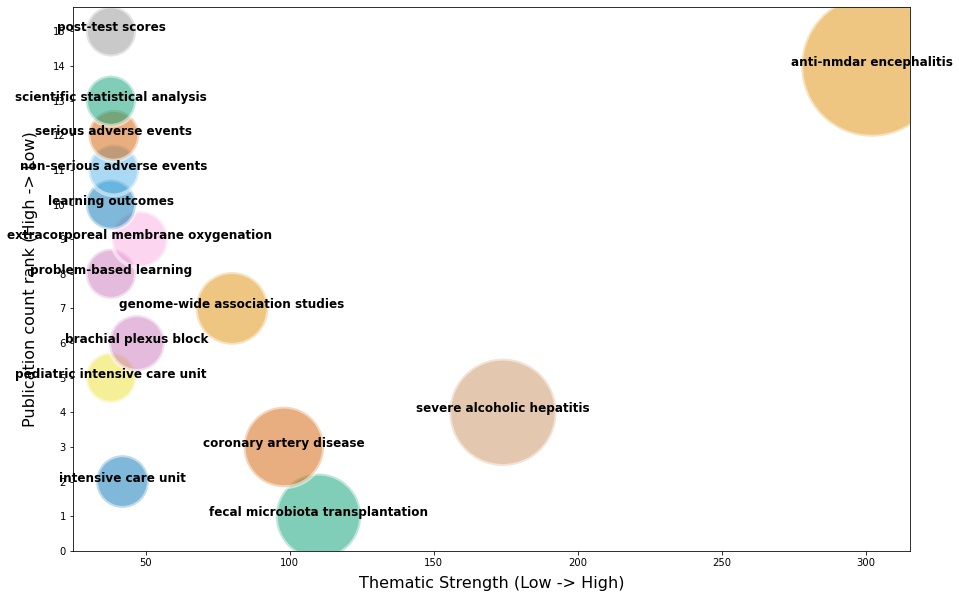 post-test scores
15
anti-nmdar encephalitis
14
scientific statistical analysis
13
serious adverse events
12
non-serious adverse events
11
learning outcomes
10
extracorporeal membrane oxygenation
9
problem-based learning
8
genome-wide association studies
7
brachial plexus block
6
pediatric intensive care unit
5
severe alcoholic hepatitis
4
coronary artery disease
3
intensive care unit
2
fecal microbiota transplantation
1
0
Publication count rank (High -> Low)
50 100 150 200 250 300
Thematic Strength (Low -> High)